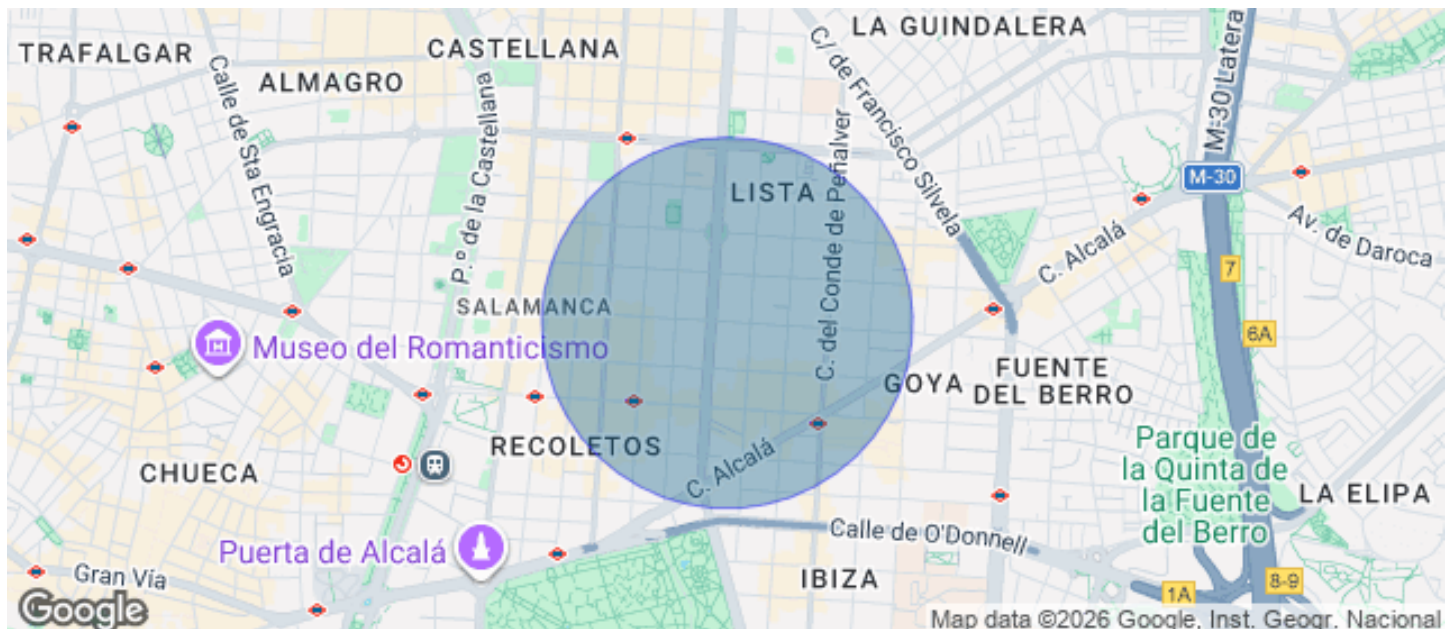 LA GUINDALERA
TRAFALGAR
CASTELLANA
ALMAGRO
Calle de Sta Engracia
P.º de la Castellana
C/ de Francisco Silvela
C. del Conde de Peñalver
M-30 Latera
M-30
LISTA
Av. de Daroca
C. Alcalá
7
SALAMANCA
6A
Museo del Romanticismo
FUENTE
DEL BERRO
GOYA
RECOLETOS
Parque de
la Quinta de
la Fuente
del Berro
CHUECA
C. Alcalá
LA ELIPA
Calle de O'Donnell
Puerta de Alcalá
Gran Vía
IBIZA
8-9
1A
Google
Map data ©2026 Google, Inst. Geogr. Nacional